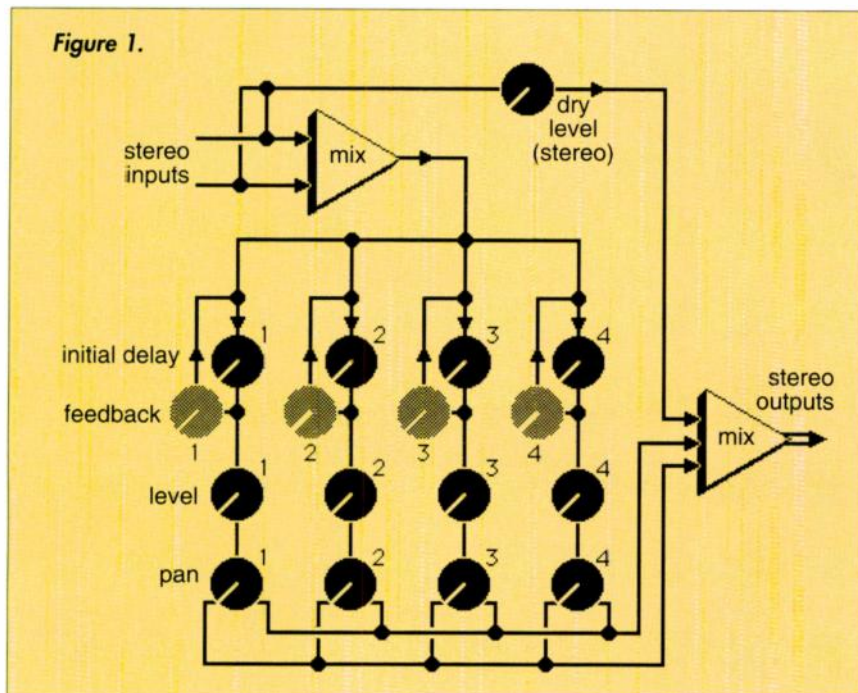 Figure 1.
dry
level
(stereo)
stereo
inputs
mix
initial delay
1
2
3
4
feedback
1
2
3
4
level
1
2
3
4
pan
1
2
3
4
stereo
outputs
mix